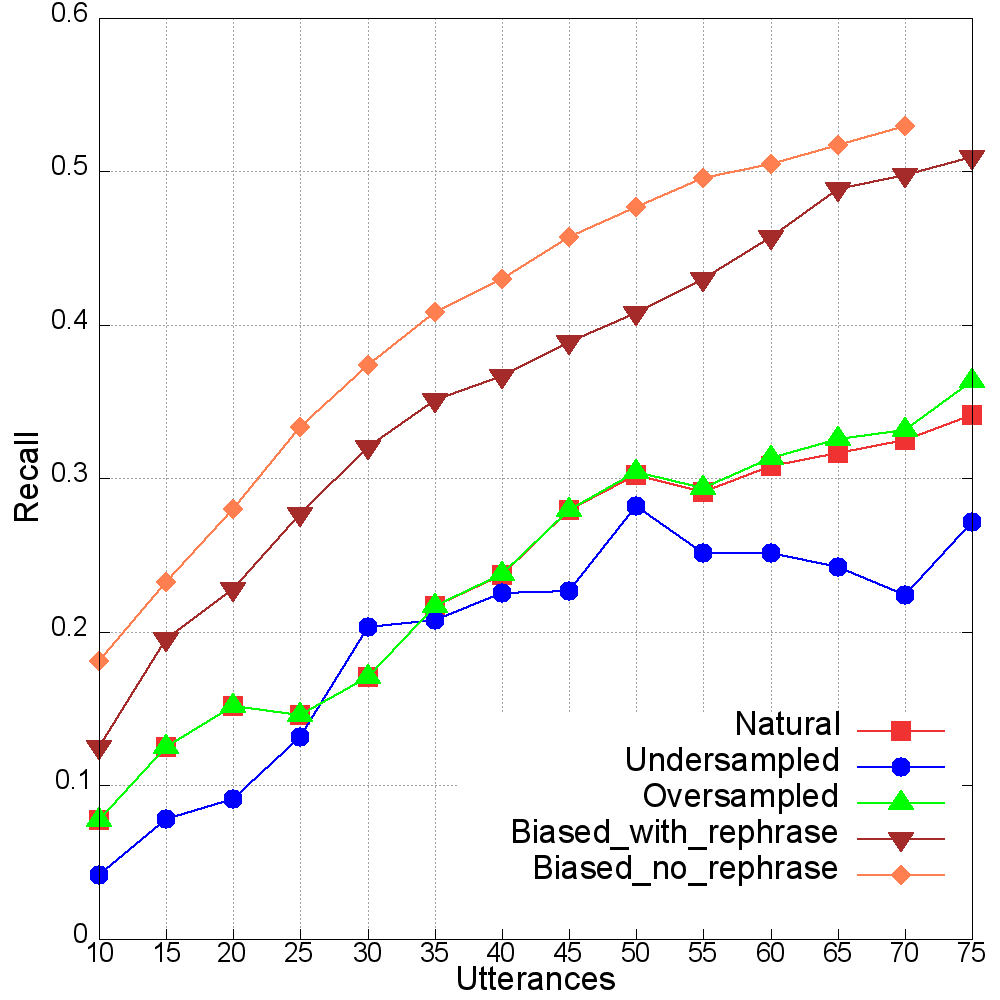 0.6
0.5
0.4
0.3
0.2
0.1
0
Recall
10 15 20 25 30 35 40 45 50 55 60 65 70 75
Utterances
Natural
Undersampled
Oversampled
Biased_with_rephrase
Biased_no_rephrase